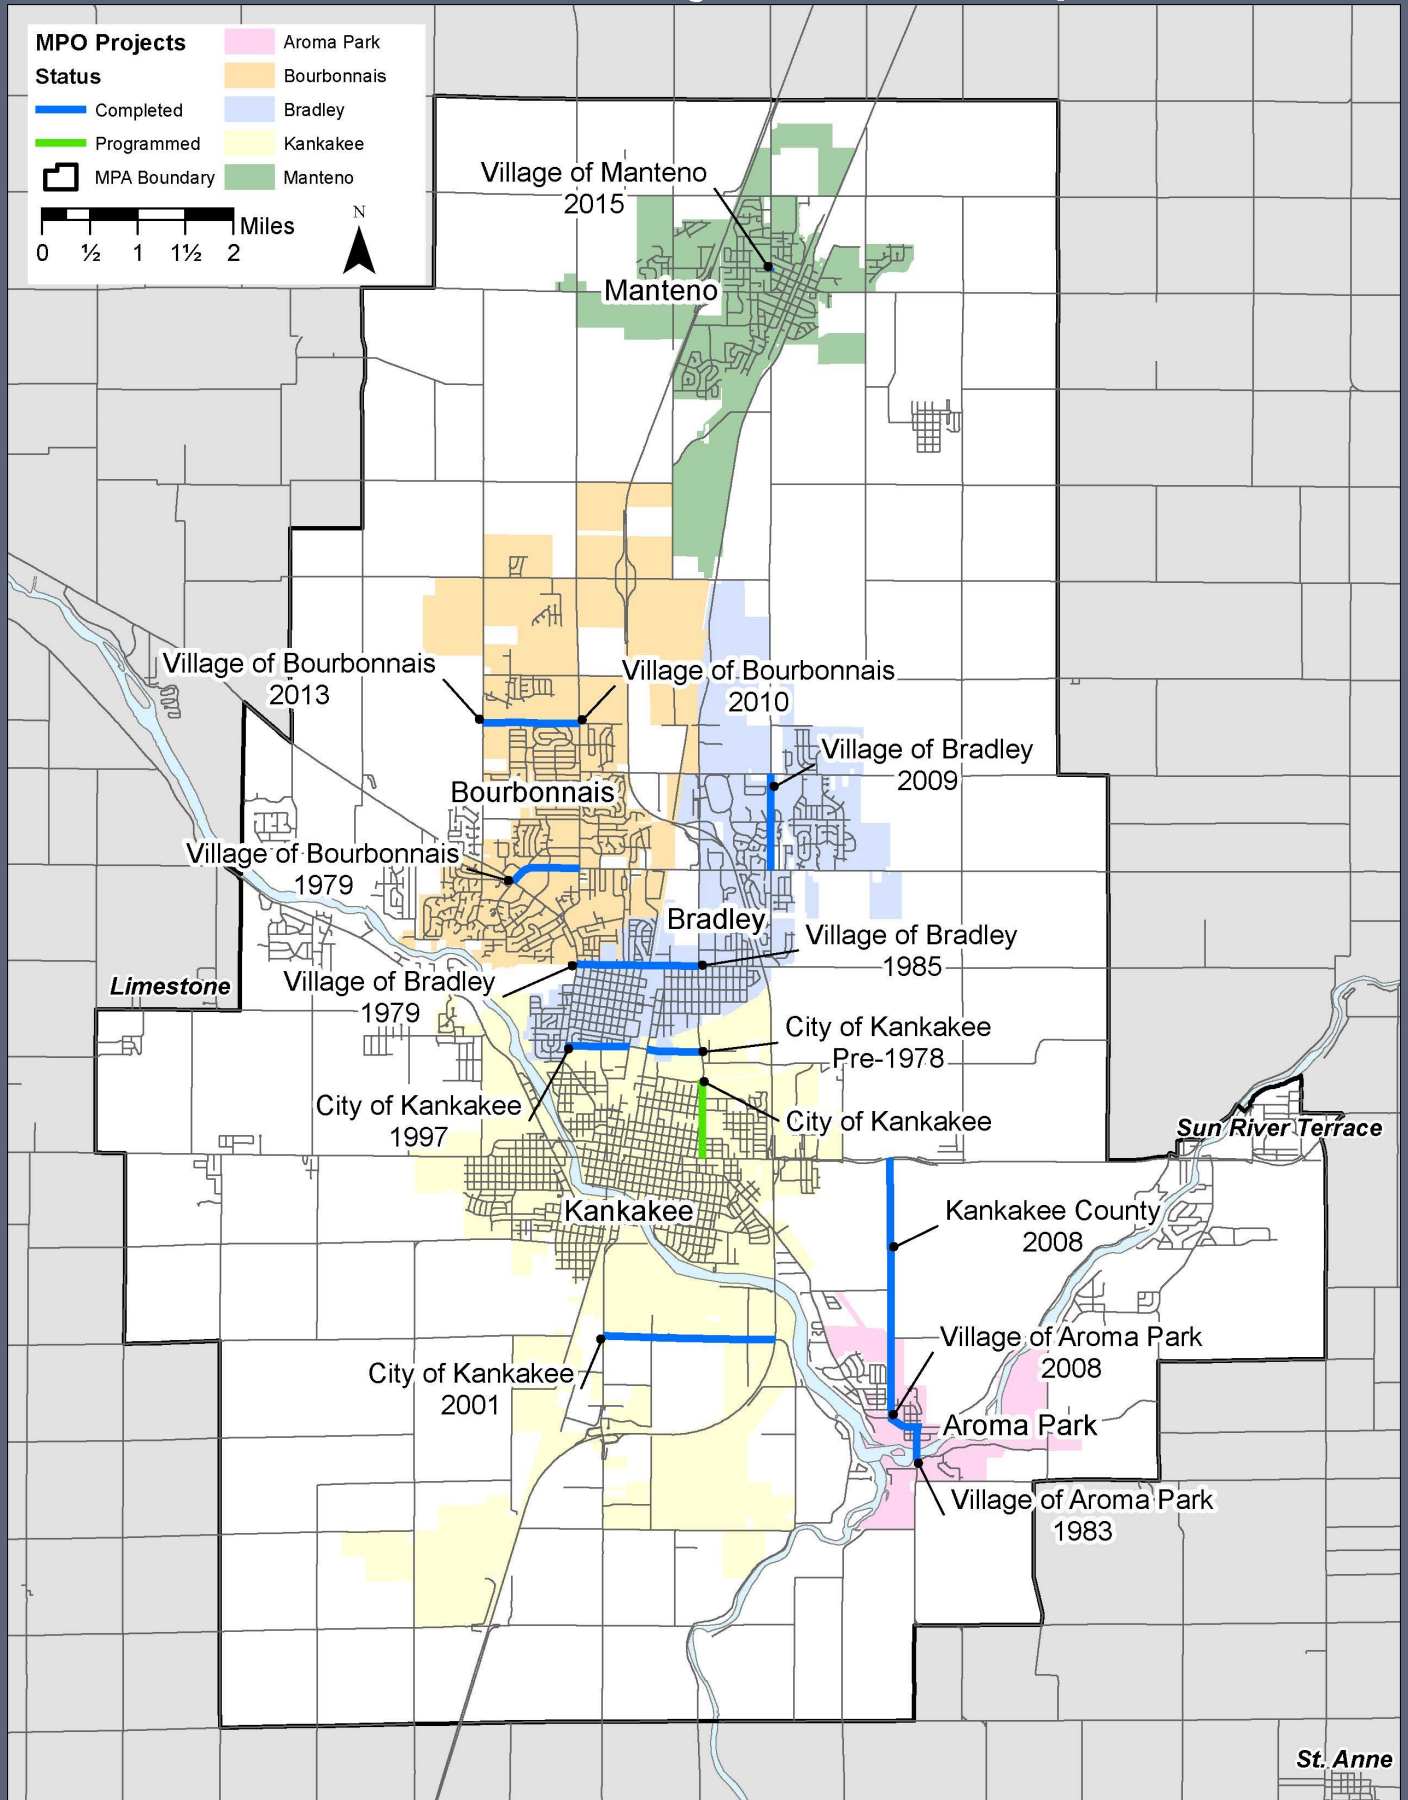 MPO Projects
Status
Completed
Programmed
MPA Boundary
Aroma Park
Bourbonnais
Bradley
Kankakee
Manteno
Miles
0 ½ 1 1½ 2
N
Village of Manteno
2015
Manteno
Village of Bourbonnais
2013
Village of Bourbonnais
2010
Village of Bradley
2009
Bourbonnais
Village of Bourbonnais
1979
Bradley
Village of Bradley
1985
Limestone
Village of Bradley
1979
City of Kankakee
Pre-1978
City of Kankakee
1997
City of Kankakee
Sun River Terrace
Kankakee
Kankakee County
2008
Village of Aroma Park
2008
City of Kankakee
2001
Aroma Park
Village of Aroma Park
1983
St. Anne